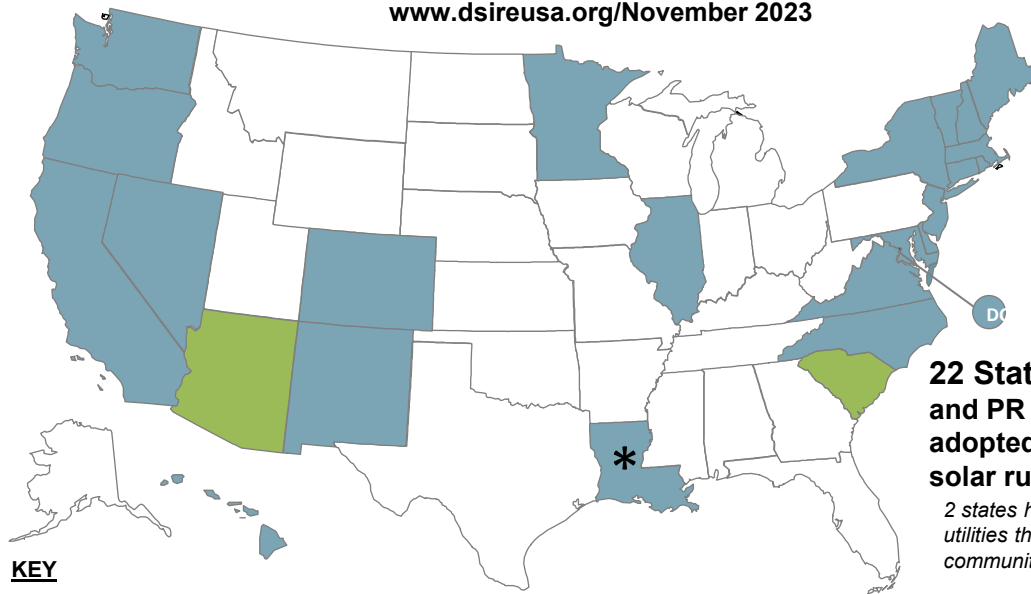 www.dsireusa.org/November 2023
DC
*
22 Stat
and PR
adopted
solar ru
2 states h
utilities th
communit
KEY